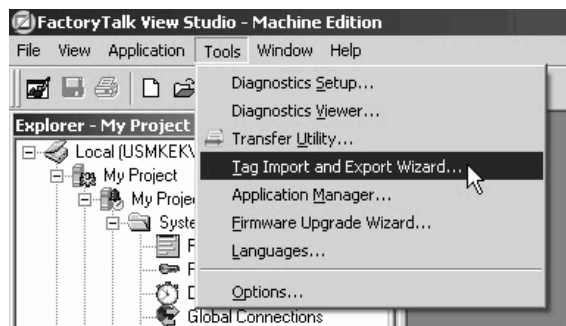 FactoryTalk View Studio - Machine Edition
File View Application Tools Window Help
Diagnostics Setup...
Diagnostics Viewer...
Explorer - My Project
Transfer Utility...
Local (USMKEK
Tag Import and Export Wizard...
My Project
Application Manager...
My Proje
Firmware Upgrade Wizard...
Syste
Languages...
F
F
Options...
Global Connections